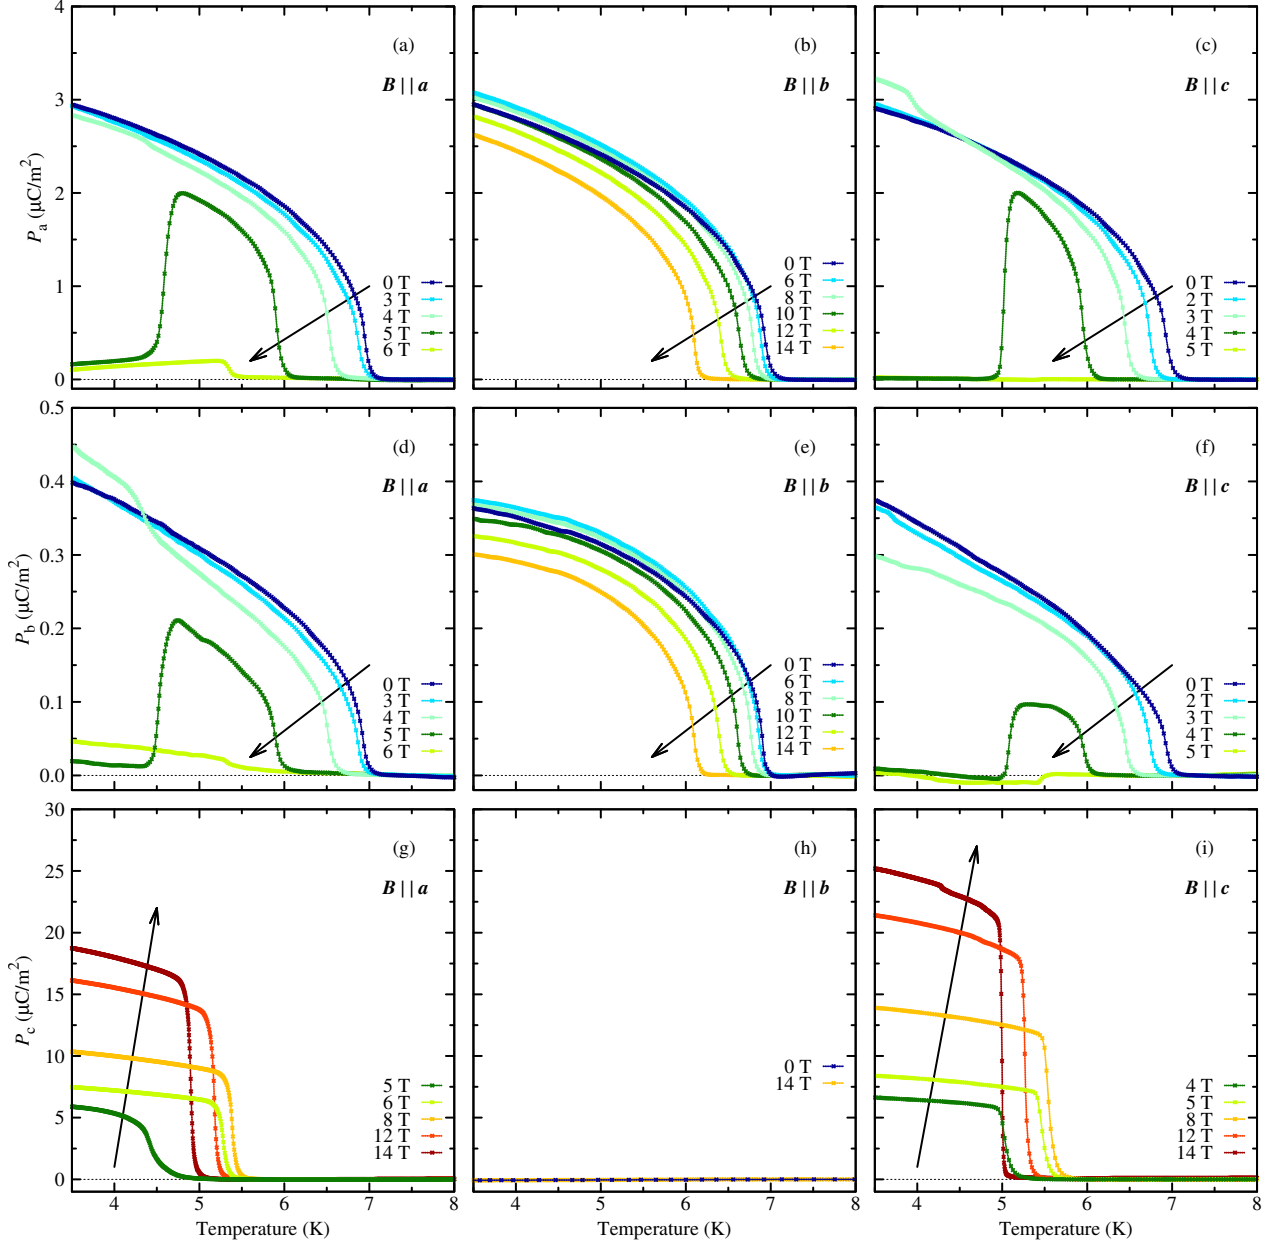 4
3
2
1
0
P_a (μC/m²)
(a)
B || a
0 T
3 T
4 T
5 T
6 T
(b)
B || b
0 T
6 T
8 T
10 T
12 T
14 T
(c)
B || c
0 T
2 T
3 T
4 T
5 T
0.5
0.4
0.3
0.2
0.1
0.0
P_b (μC/m²)
(d)
B || a
0 T
3 T
4 T
5 T
6 T
(e)
B || b
0 T
6 T
8 T
10 T
12 T
14 T
(f)
B || c
0 T
2 T
3 T
4 T
5 T
30
25
20
15
10
5
0
P_c (μC/m²)
(g)
B || a
5 T
6 T
8 T
12 T
14 T
4 5 6 7 8
Temperature (K)
(h)
B || b
0 T
14 T
4 5 6 7 8
Temperature (K)
(i)
B || c
4 T
5 T
8 T
12 T
14 T
4 5 6 7 8
Temperature (K)